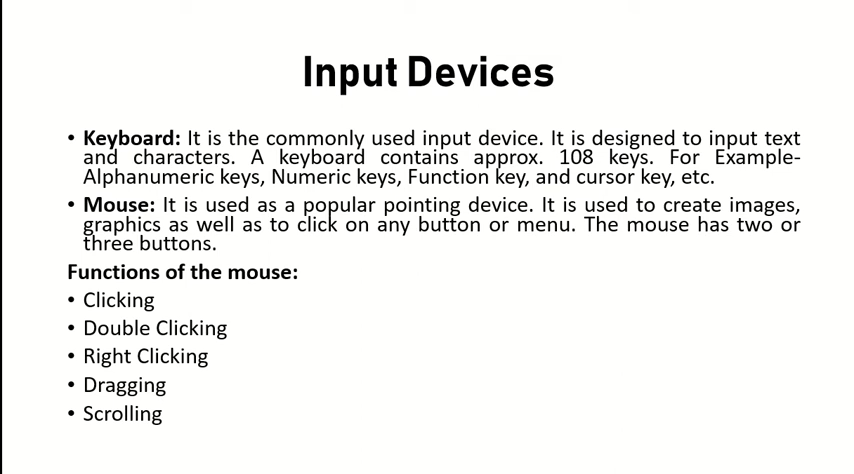 Input Devices
• Keyboard: It is the commonly used input device. It is designed to input text
and characters. A keyboard contains approx. 108 keys. For Example-
Alphanumeric keys, Numeric keys, Function key, and cursor key, etc.
• Mouse: It is used as a popular pointing device. It is used to create images,
graphics as well as to click on any button or menu. The mouse has two or
three buttons.
Functions of the mouse:
• Clicking
• Double Clicking
• Right Clicking
• Dragging
• Scrolling